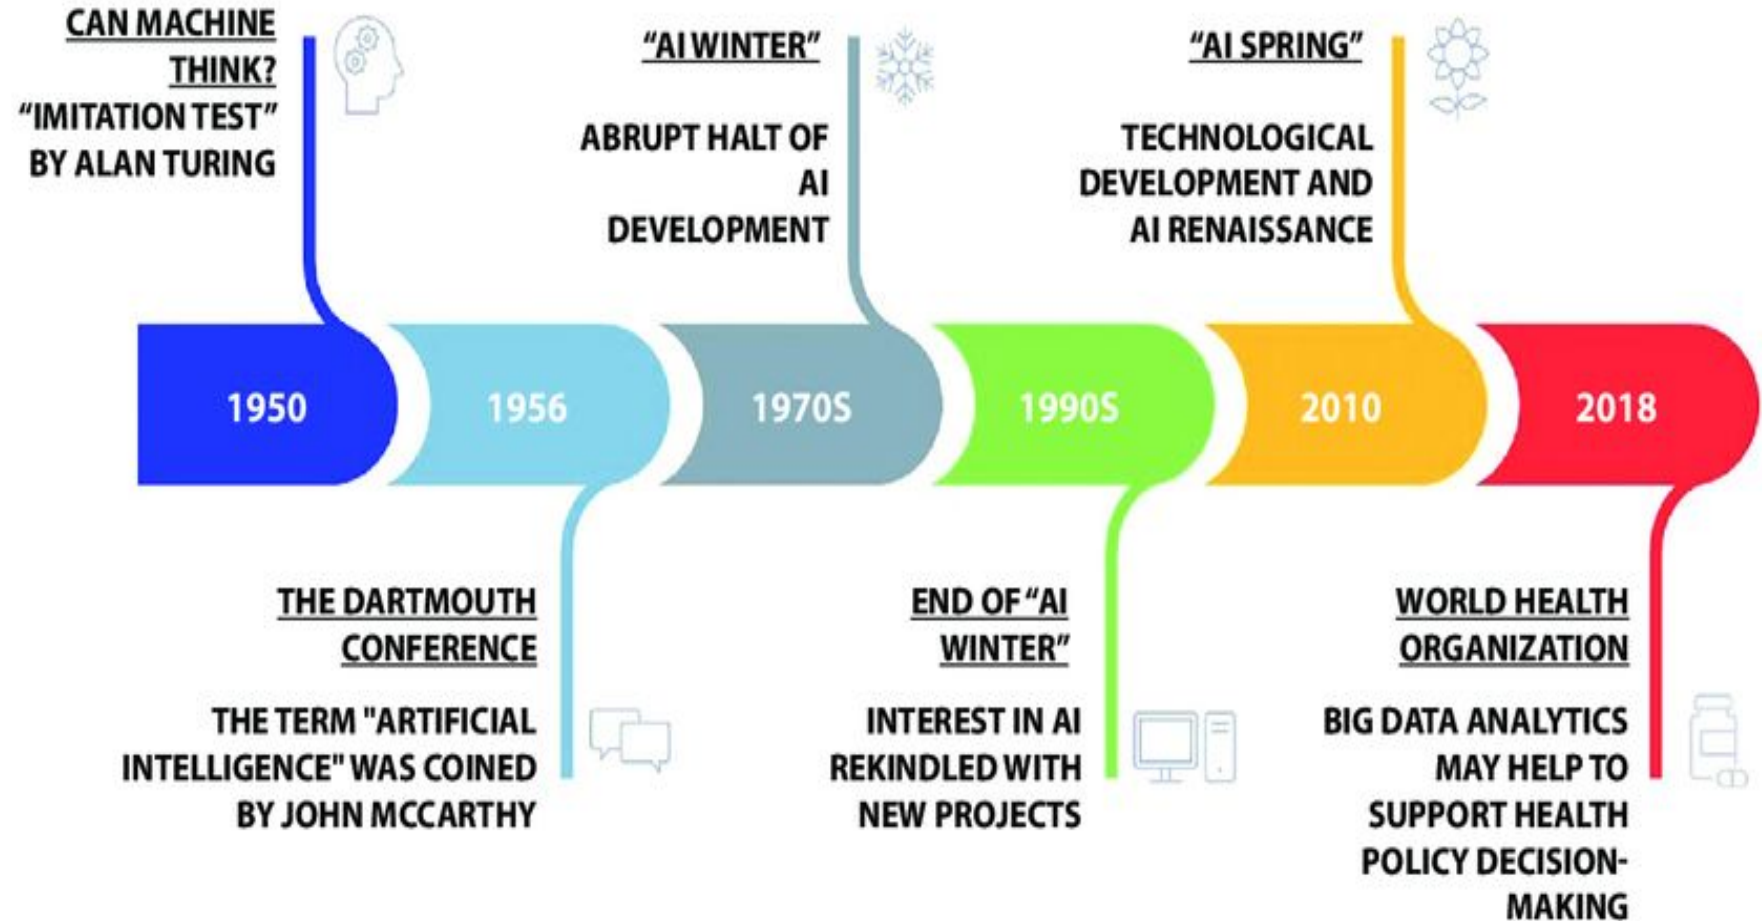 CAN MACHINE
THINK?
“IMITATION TEST”
BY ALAN TURING
“AI WINTER”
ABRUPT HALT OF
AI
DEVELOPMENT
“AI SPRING”
TECHNOLOGICAL
DEVELOPMENT AND
AI RENAISSANCE
1950
1956
1970S
1990S
2010
2018
THE DARTMOUTH
CONFERENCE
THE TERM "ARTIFICIAL
INTELLIGENCE" WAS COINED
BY JOHN MCCARTHY
END OF “AI
WINTER”
INTEREST IN AI
REKINDLED WITH
NEW PROJECTS
WORLD HEALTH
ORGANIZATION
BIG DATA ANALYTICS
MAY HELP TO
SUPPORT HEALTH
POLICY DECISION-
MAKING